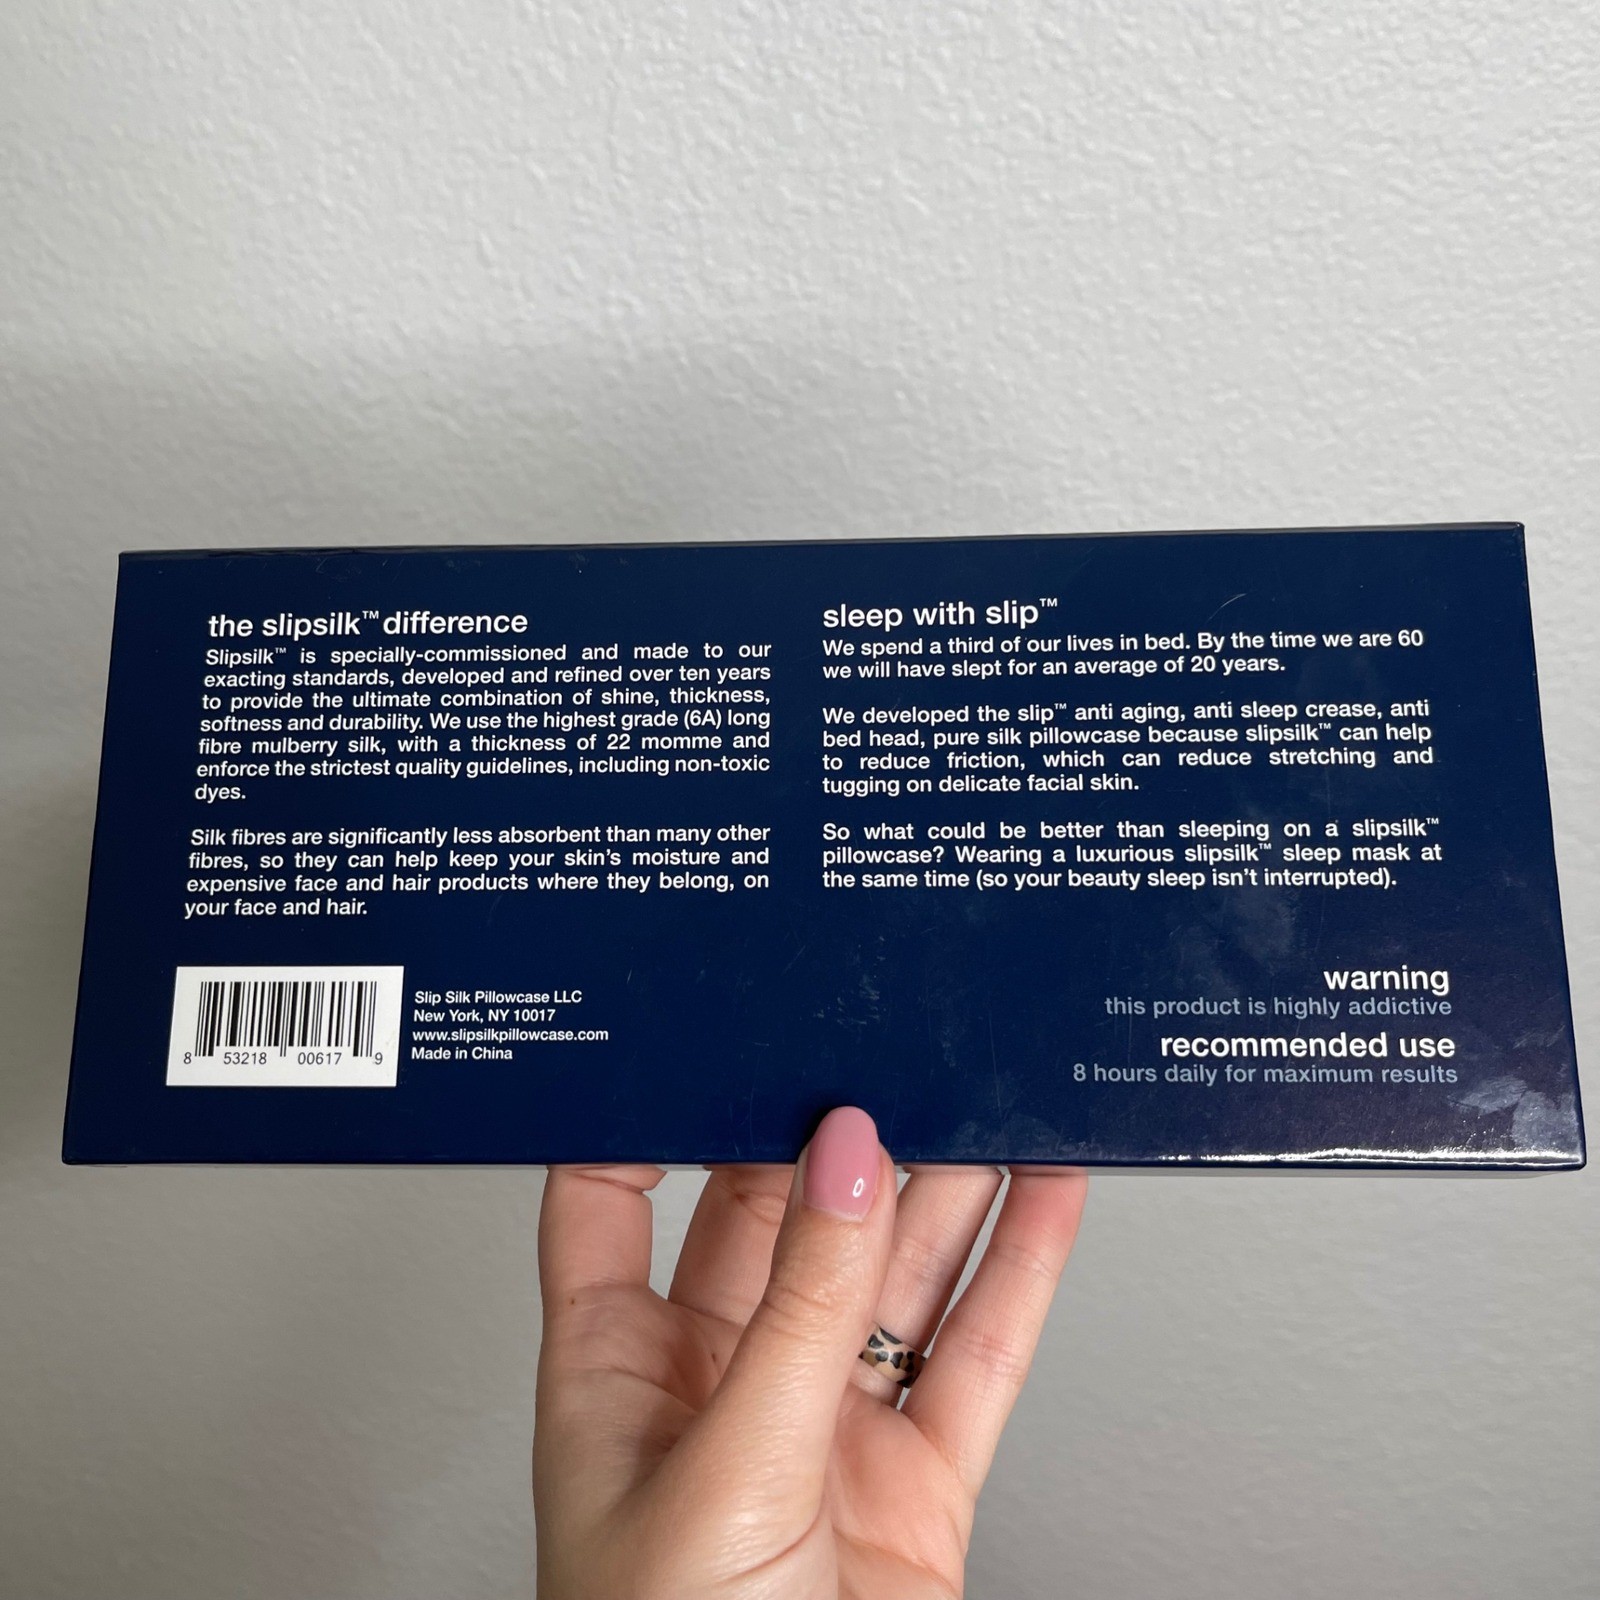 the slipsilk™ difference
Slipsilk™ is specially-commissioned and made to our
exacting standards, developed and refined over ten years
to provide the ultimate combination of shine, thickness,
softness and durability. We use the highest grade (6A) long
fibre mulberry silk, with a thickness of 22 momme and
enforce the strictest quality guidelines, including non-toxic
dyes.
Silk fibres are significantly less absorbent than many other
fibres, so they can help keep your skin's moisture and
expensive face and hair products where they belong, on
your face and hair.
8 53218 00617 9
Slip Silk Pillowcase LLC
New York, NY 10017
www.slipsilkpillowcase.com
Made in China
sleep with slip™
We spend a third of our lives in bed. By the time we are 60
we will have slept for an average of 20 years.
We developed the slip™ anti aging, anti sleep crease, anti
bed head, pure silk pillowcase because slipsilk™ can help
to reduce friction, which can reduce stretching and
tugging on delicate facial skin.
So what could be better than sleeping on a slipsilk™
pillowcase? Wearing a luxurious slipsilk™ sleep mask at
the same time (so your beauty sleep isn't interrupted).
warning
this product is highly addictive
recommended use
8 hours daily for maximum results